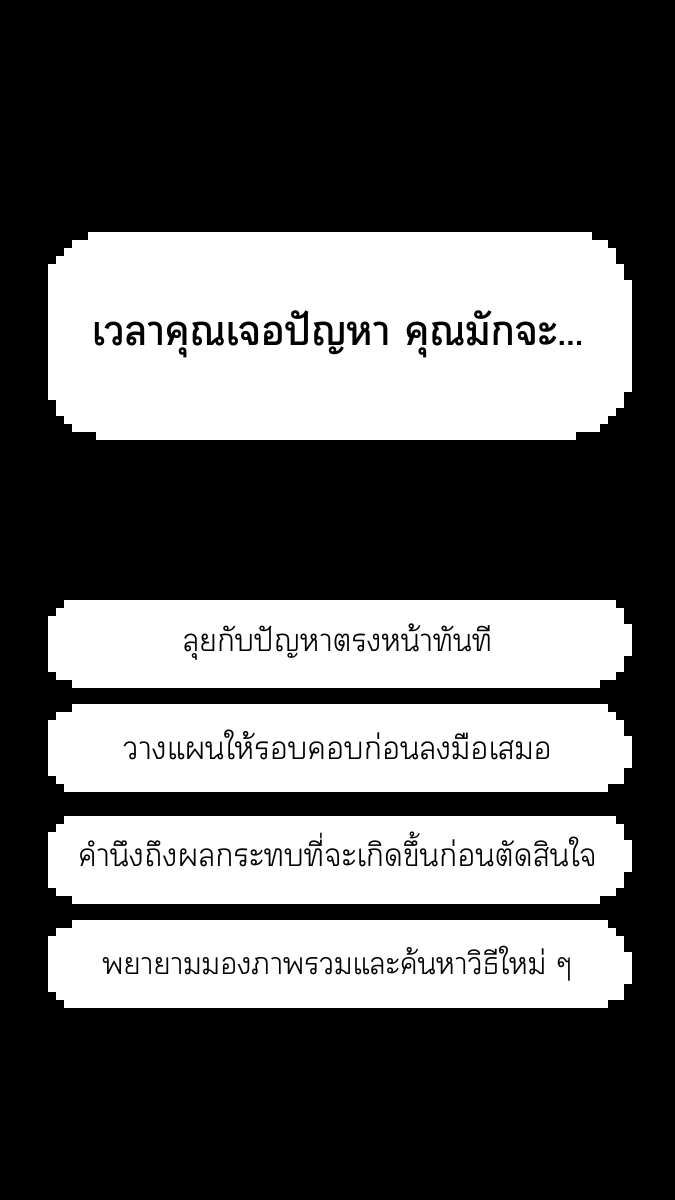 เวลาคุณเจอปัญหา คุณมักจะ...
ลุยกับปัญหาตรงหน้าทันที
วางแผนให้รอบคอบก่อนลงมือเสมอ
คำนึงถึงผลกระทบที่จะเกิดขึ้นก่อนตัดสินใจ
พยายามมองภาพรวมและค้นหาวิธีใหม่ ๆ